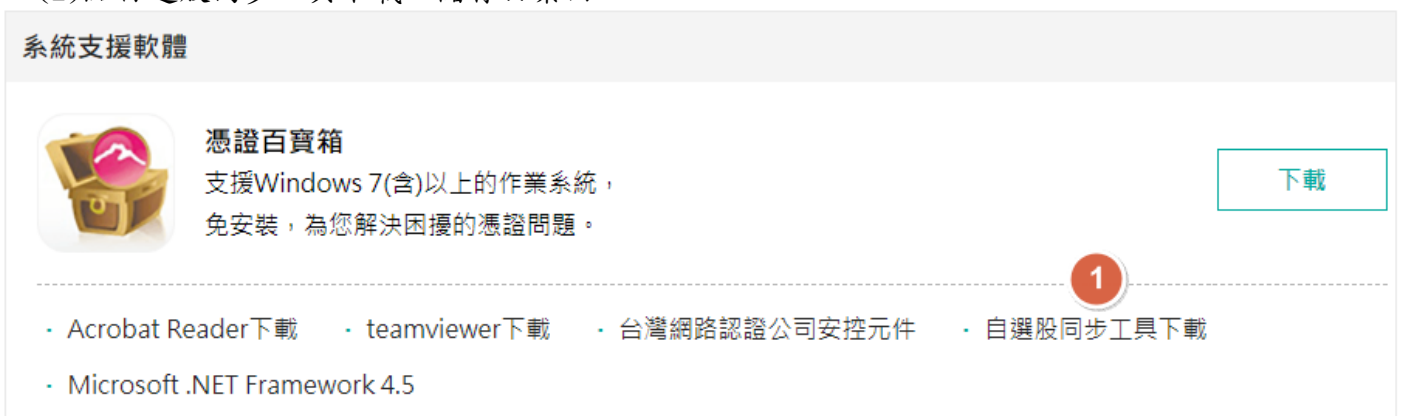 系統支援軟體
憑證百寶箱
支援Windows 7(含)以上的作業系統，
免安裝，為您解決困擾的憑證問題。
下載
1
· Acrobat Reader下載 · teamviewer下載 · 台灣網路認證公司安控元件 · 自選股同步工具下載
· Microsoft .NET Framework 4.5